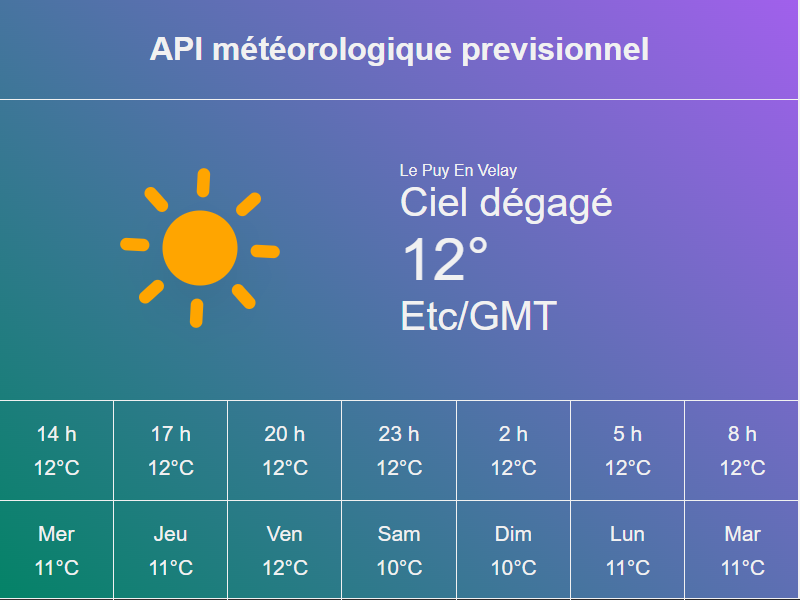 API météorologique previsionnel
Le Puy En Velay
Ciel dégagé
12°
Etc/GMT
14 h 17 h 20 h 23 h 2 h 5 h 8 h
12°C 12°C 12°C 12°C 12°C 12°C 12°C
Mer Jeu Ven Sam Dim Lun Mar
11°C 11°C 12°C 10°C 10°C 11°C 11°C